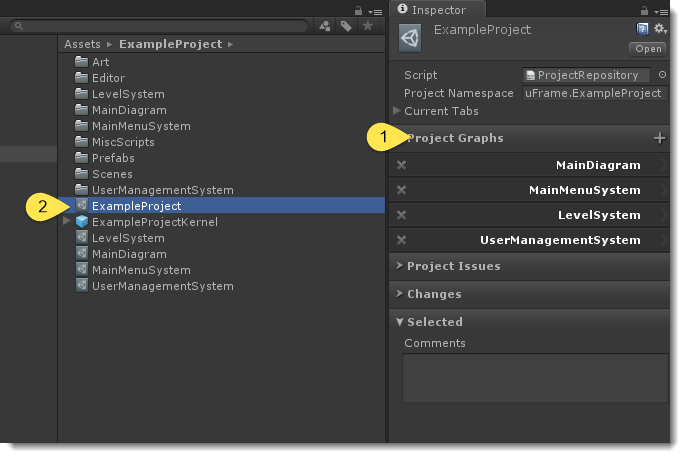 Assets ▸ ExampleProject ▸
Art
Editor
LevelSystem
MainDiagram
MainMenuSystem
MiscScripts
Prefabs
Scenes
UserManagementSystem
2
ExampleProject
ExampleProjectKernel
LevelSystem
MainDiagram
MainMenuSystem
UserManagementSystem
Inspector
ExampleProject
Open
Script ProjectRepository
Project Namespace uFrame.ExampleProject
Current Tabs
1
Project Graphs
MainDiagram
MainMenuSystem
LevelSystem
UserManagementSystem
Project Issues
Changes
Selected
Comments